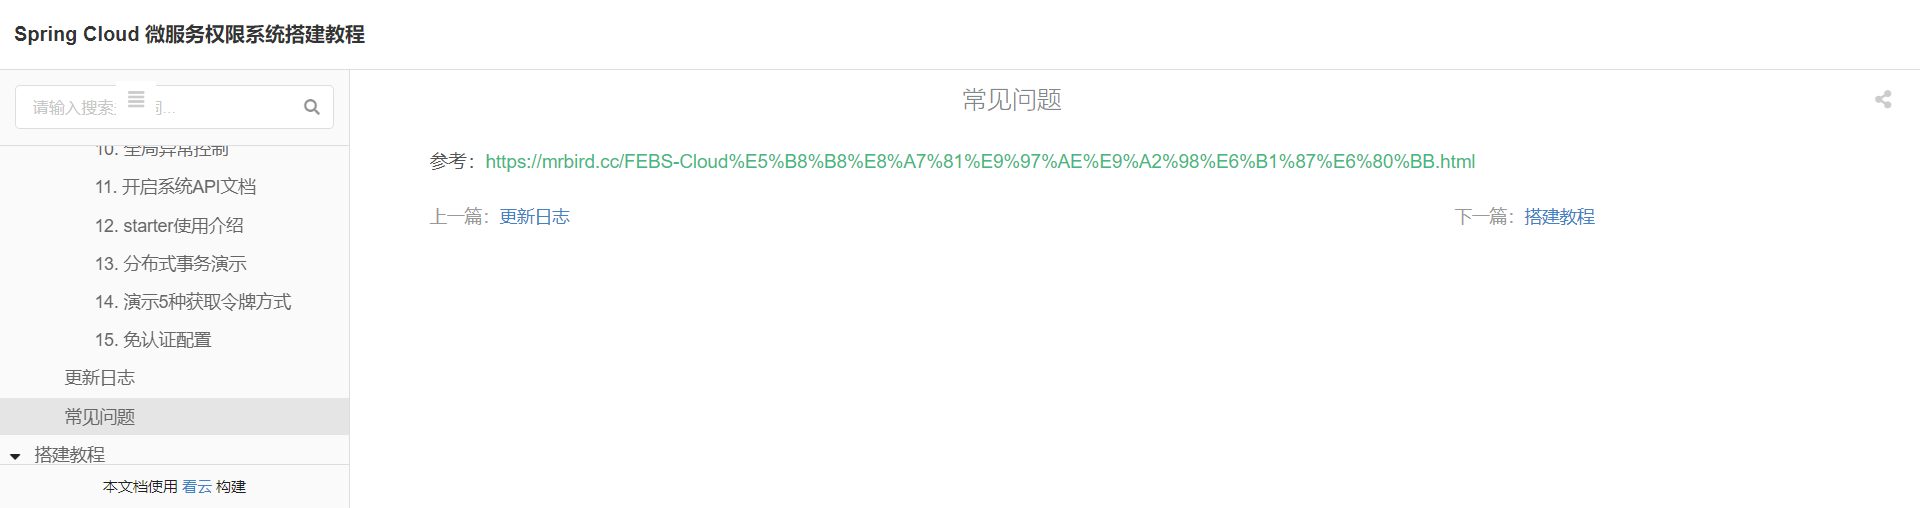 Spring Cloud 微服务权限系统搭建教程
请输入搜索
词...
常见问题
10. 全局异常控制
11. 开启系统API文档
12. starter使用介绍
13. 分布式事务演示
14. 演示5种获取令牌方式
15. 免认证配置
更新日志
常见问题
搭建教程
本文档使用 看云 构建
参考：https://mrbird.cc/FEBS-Cloud%E5%B8%B8%E8%A7%81%E9%97%AE%E9%A2%98%E6%B1%87%E6%80%BB.html
上一篇：更新日志
下一篇：搭建教程